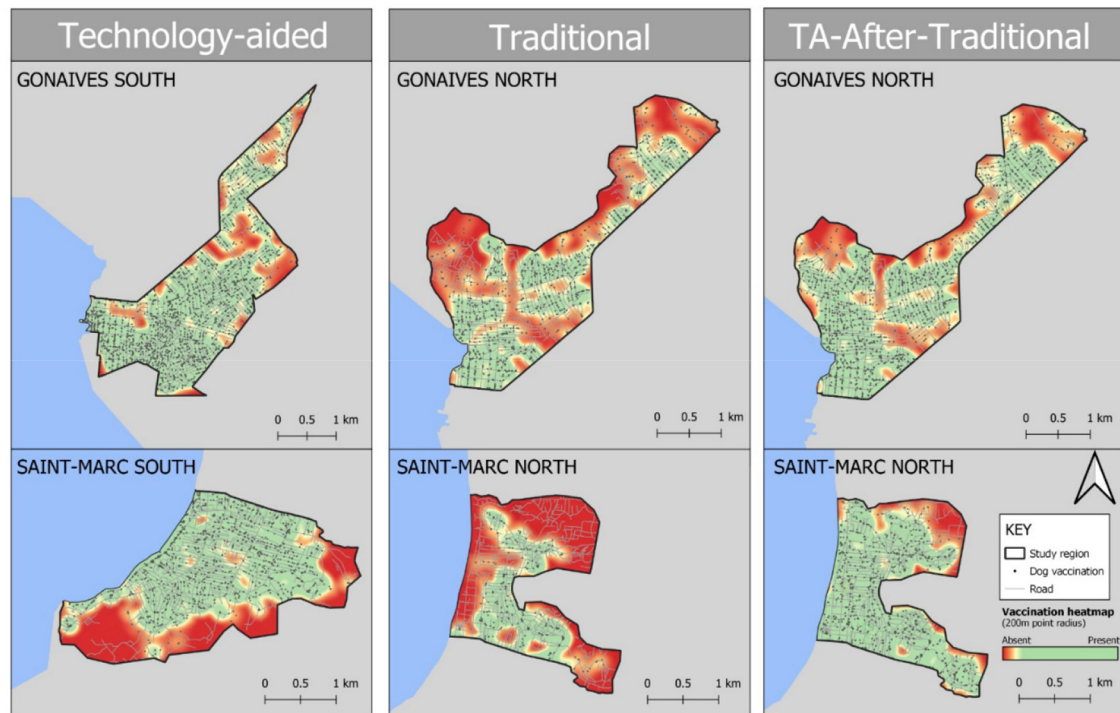 Technology-aided
Traditional
TA-After-Traditional
GONAIVES SOUTH
GONAIVES NORTH
GONAIVES NORTH
0 0.5 1 km
0 0.5 1 km
0 0.5 1 km
SAINT-MARC SOUTH
SAINT-MARC NORTH
SAINT-MARC NORTH
KEY
Study region
Dog vaccination
Road
Vaccination heatmap
(200m point radius)
Absent Present
0 0.5 1 km
0 0.5 1 km
0 0.5 1 km